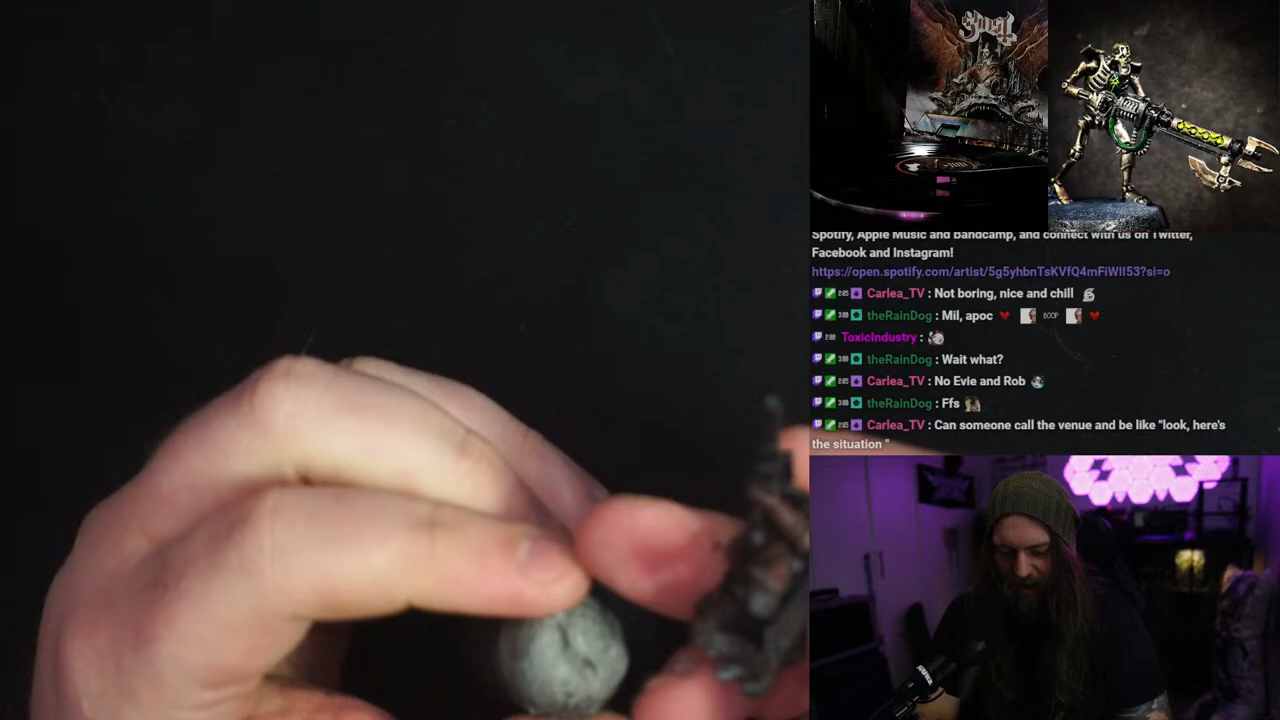 Ghost
Spotify, Apple Music and Bandcamp, and connect with us on Twitter,
Facebook and Instagram!
https://open.spotify.com/artist/5g5yhbnTsKVfQ4mFiWIl53?si=o
Carlea_TV : Not boring, nice and chill
theRainDog : Mil, apoc BOOP
ToxicIndustry :
theRainDog : Wait what?
Carlea_TV : No Evie and Rob
theRainDog : Ffs
Carlea_TV : Can someone call the venue and be like "look, here's
the situation "